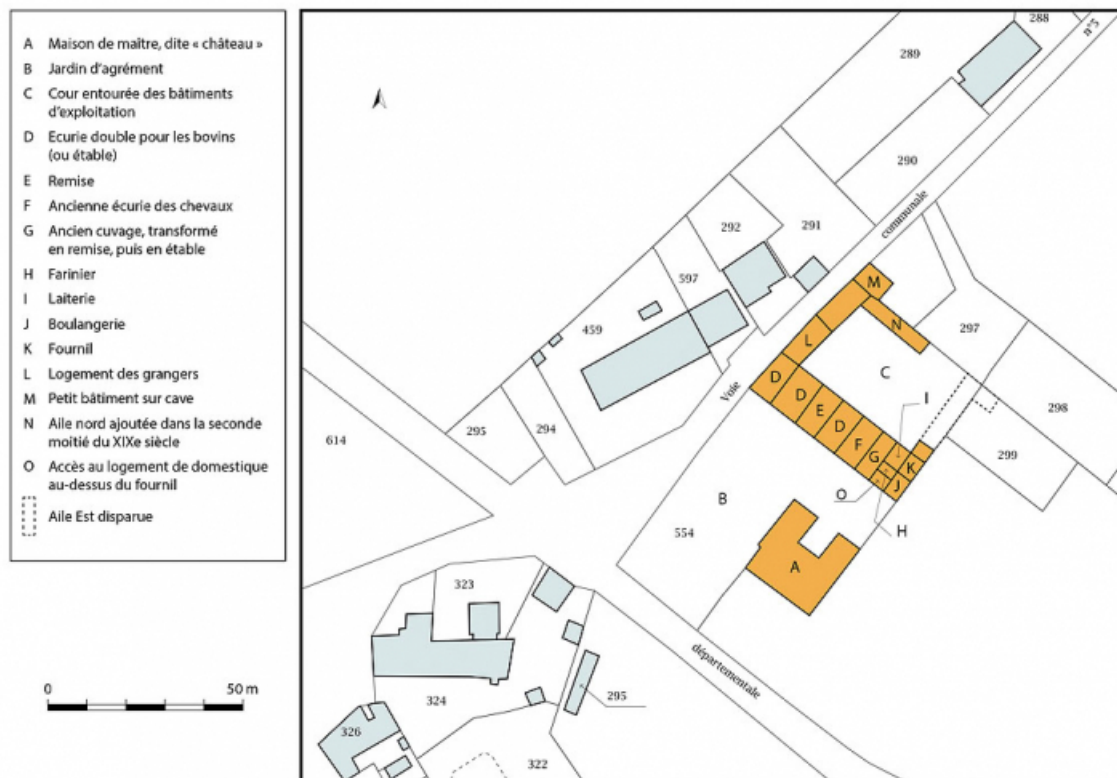 A Maison de maître, dite « château »
B Jardin d'agrément
C Cour entourée des bâtiments
d'exploitation
D Ecurie double pour les bovins
(ou étable)
E Remise
F Ancienne écurie des chevaux
G Ancien cuvage, transformé
en remise, puis en étable
H Farinier
I Laiterie
J Boulangerie
K Fournil
L Logement des grangers
M Petit bâtiment sur cave
N Aile nord ajoutée dans la seconde
moitié du XIXe siècle
O Accès au logement de domestique
au-dessus du fournil
Aile Est disparue
0 50 m
288
n°5
289
290
communale
291
292
597
459
M
N
297
L
C
I
298
Voie
D
D
E
D
F
G
K
J
299
295
294
614
O
H
B
554
A
323
départementale
324
295
326
322